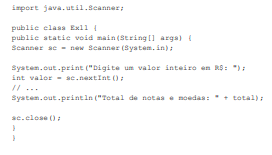 import java.util.Scanner;
public class Ex11 {
public static void main(String[] args) {
Scanner sc = new Scanner(System.in);
System.out.print("Digite um valor inteiro em R$: ");
int valor = sc.nextInt();
// ...
System.out.println("Total de notas e moedas: " + total);
sc.close();
}
}